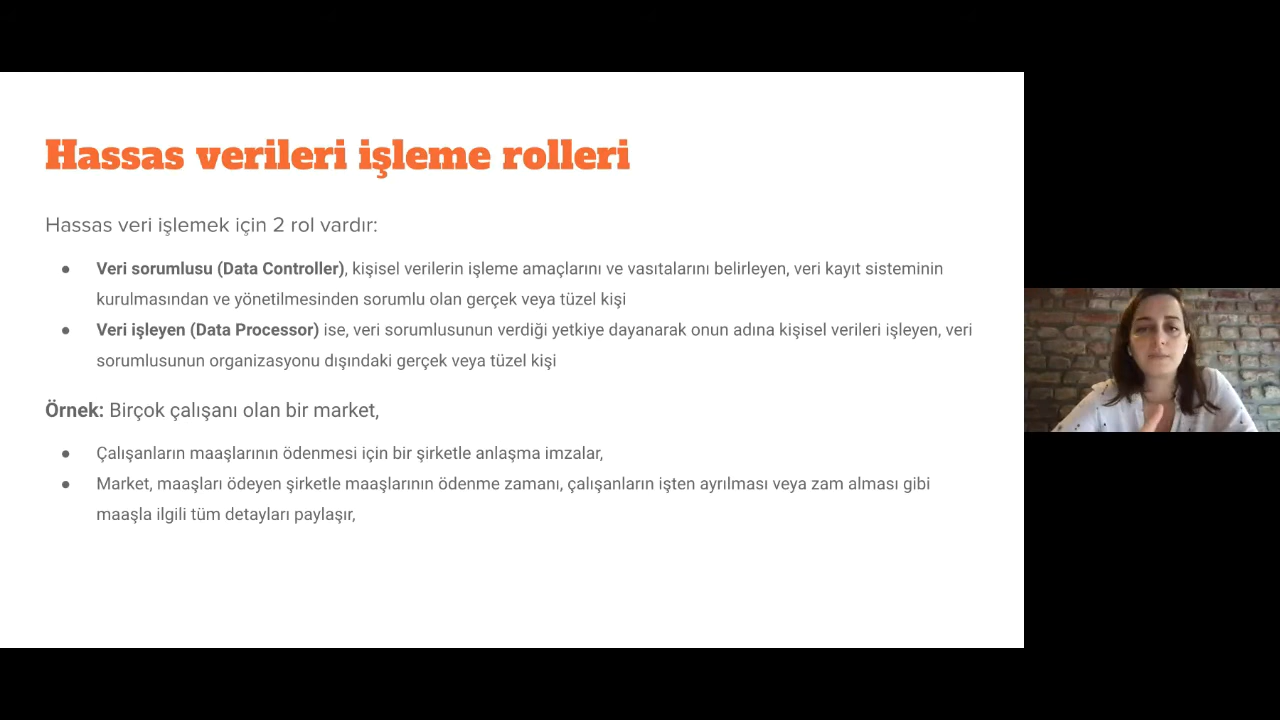 Hassas verileri işleme rolleri
Hassas veri işlemek için 2 rol vardır:
● Veri sorumlusu (Data Controller), kişisel verilerin işleme amaçlarını ve vasıtalarını belirleyen, veri kayıt sisteminin
kurulmasından ve yönetilmesinden sorumlu olan gerçek veya tüzel kişi
● Veri işleyen (Data Processor) ise, veri sorumlusunun verdiği yetkiye dayanarak onun adına kişisel verileri işleyen, veri
sorumlusunun organizasyonu dışındaki gerçek veya tüzel kişi
Örnek: Birçok çalışanı olan bir market,
● Çalışanların maaşlarının ödenmesi için bir şirketle anlaşma imzalar,
● Market, maaşları ödeyen şirketle maaşlarının ödenme zamanı, çalışanların işten ayrılması veya zam alması gibi
maaşla ilgili tüm detayları paylaşır,